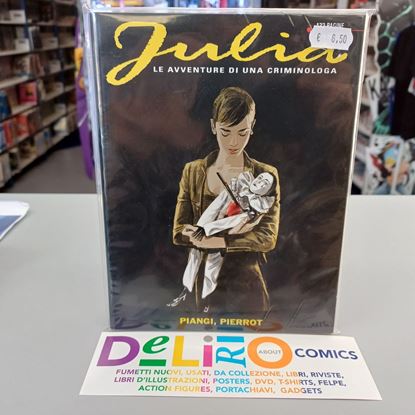 Julia
LE AVVENTURE DI UNA CRIMINOLOGA
PAGINE
€ 6,50
PIANGI, PIERROT
DeLiRiO ABOUT COMICS
FUMETTI NUOVI, USATI, DA COLLEZIONE, LIBRI, RIVISTE,
LIBRI D'ILLUSTRAZIONI, POSTERS, DVD, T-SHIRTS, FELPE,
ACTION FIGURES, PORTACHIAVI, GADGETS